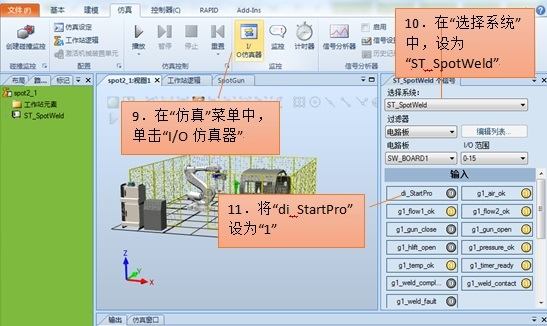 文件(F)
基本
建模
仿真
控制器(C)
RAPID
Add-Ins
创建碰撞监控
仿真设定
工作站逻辑
激活机械装置单元
播放
暂停
停止
重置
I/O仿真器
监控
计时器
信号分析器
启用
碰撞监控
仿真控制
监控
信号分析器
布局
标记
spot2_1:视图1
工作站逻辑
SpotGun
spot2_1
工作站元素
ST_SpotWeld
9.在“仿真”菜单中,
单击“I/O 仿真器”
10.在“选择系统”
中,设为
“ST_SpotWeld”
11.将“di_StartPro”
设为“1”
ST_SpotWeld 个信号
选择系统:
ST_SpotWeld
过滤器
电路板
编辑列表...
电路板
I/O 范围
SW_BOARD1
0-15
输入
di_StartPro
g1_air_ok
g1_flow1_ok
g1_flow2_ok
g1_gun_close
g1_gun_open
g1_hlift_open
g1_pressure_ok
g1_temp_ok
g1_timer_ready
g1_weld_compl...
g1_weld_contact
g1_weld_fault
Z
Y
X
输出
仿真窗口